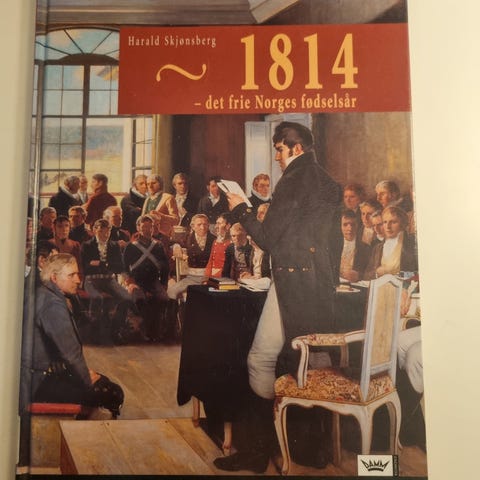 Harald Skjønsberg
~ 1814
– det frie Norges fødselsår
DAMM